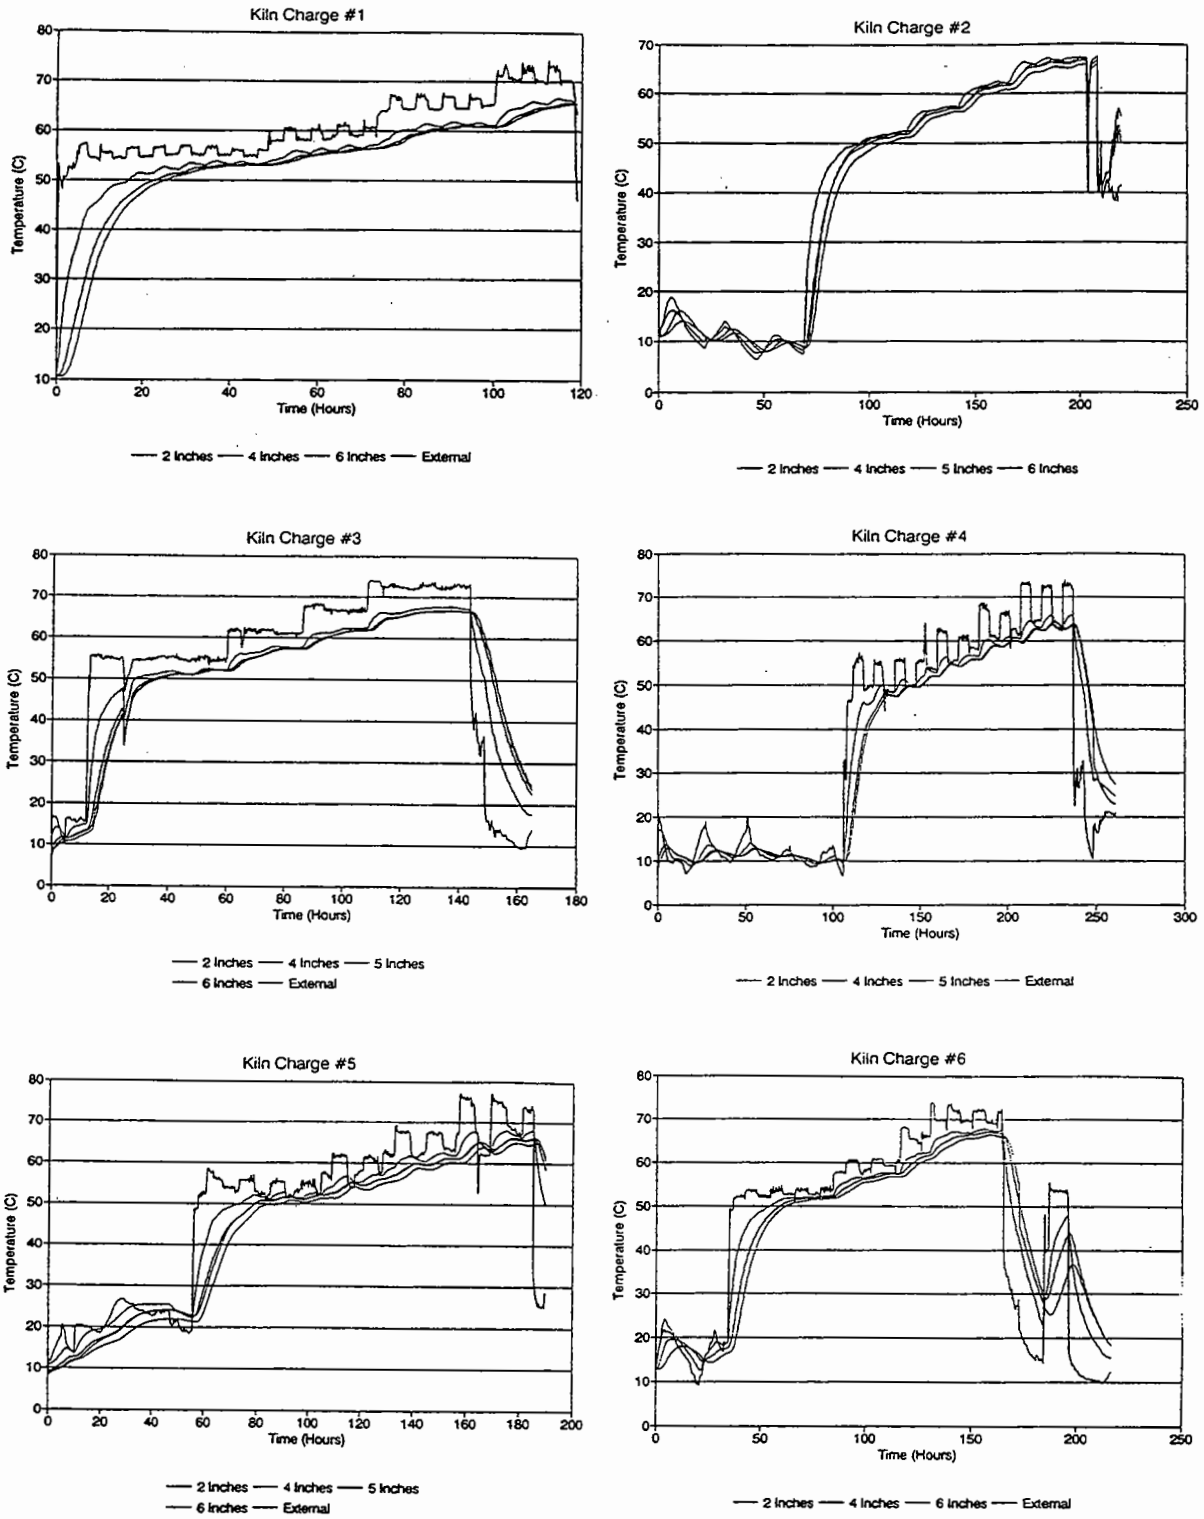 Kiln Charge #1
80
70
60
50
40
30
20
10
Temperature (C)
0 20 40 60 80 100 120
Time (Hours)
2 Inches 4 Inches 6 Inches External
Kiln Charge #2
70
60
50
40
30
20
10
0
Temperature (C)
0 50 100 150 200 250
Time (Hours)
2 Inches 4 Inches 5 Inches 6 Inches
Kiln Charge #3
80
70
60
50
40
30
20
10
0
Temperature (C)
0 20 40 60 80 100 120 140 160 180
Time (Hours)
2 Inches 4 Inches 5 Inches
6 Inches External
Kiln Charge #4
80
70
60
50
40
30
20
10
0
Temperature (C)
0 50 100 150 200 250 300
Time (Hours)
2 Inches 4 Inches 5 Inches External
Kiln Charge #5
80
70
60
50
40
30
20
10
0
Temperature (C)
0 20 40 60 80 100 120 140 160 180 200
Time (Hours)
2 Inches 4 Inches 5 Inches
6 Inches External
Kiln Charge #6
80
70
60
50
40
30
20
10
0
Temperature (C)
0 50 100 150 200 250
Time (Hours)
2 Inches 4 Inches 6 Inches External